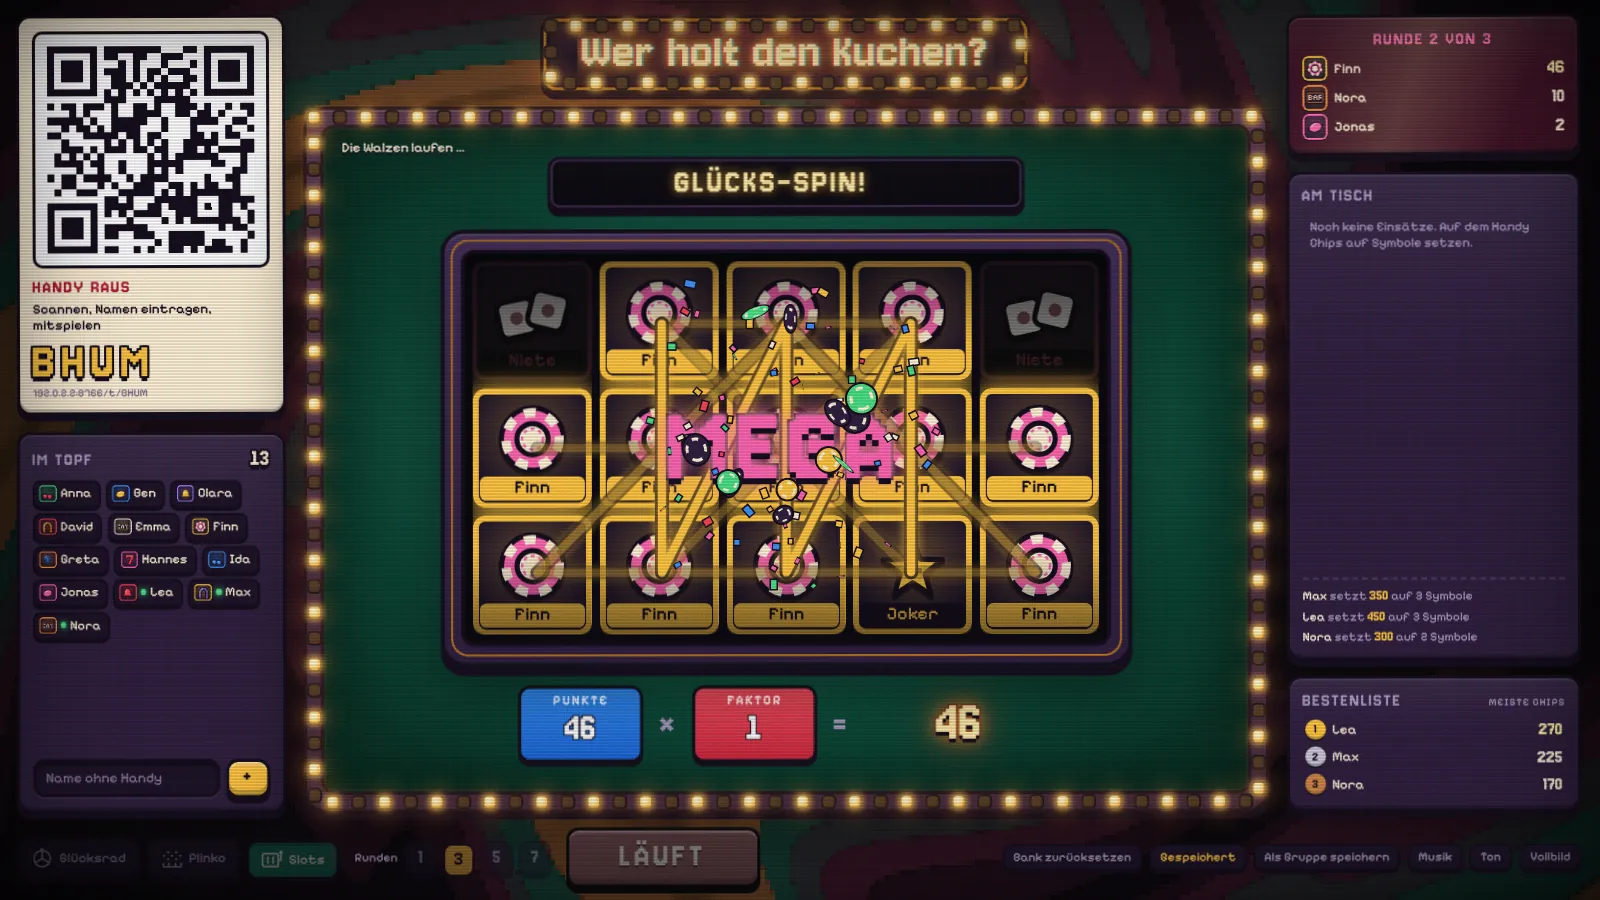 Wer holt den Kuchen?
HANDY RAUS
Scannen, Namen eintragen,
mitspielen
BHUM
IM TOPF 13
Anna Ben Clara
David Emma Finn
Greta Hannes Ida
Jonas Lea Max
Nora
Name ohne Handy +
Die Walzen laufen ...
GLÜCKS-SPIN!
Niete Finn Finn Niete
MEGA
Finn Finn Finn Finn
Finn Finn Finn Joker Finn
PUNKTE FAKTOR
46 × 1 = 46
RUNDE 2 VON 3
Finn 46
BAR Nora 10
Jonas 2
AM TISCH
Noch keine Einsätze. Auf dem Handy
Chips auf Symbole setzen.
Max setzt 350 auf 3 Symbole
Lea setzt 450 auf 3 Symbole
Nora setzt 300 auf 2 Symbole
BESTENLISTE MEISTE CHIPS
1 Lea 270
2 Max 225
3 Nora 170
Glücksrad Plinko Slots Runden 1 3 5 7 LÄUFT Bank zurücksetzen Gespeichert Als Gruppe speichern Musik Ton Vollbild